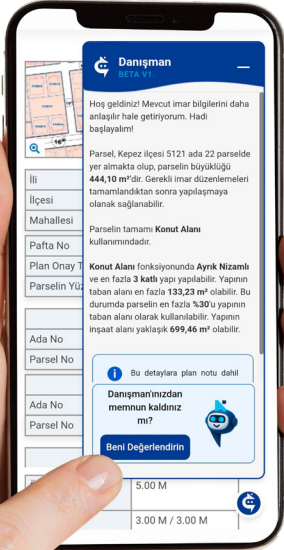 Danışman
BETA V1.
Hoş geldiniz! Mevcut imar bilgilerini daha
anlaşılır hale getiriyorum. Hadi
başlayalım!
Parsel, Kepez ilçesi 5121 ada 22 parselde
yer almakta olup, parselin büyüklüğü
444,10 m²'dir. Gerekli imar düzenlemeleri
tamamlandıktan sonra yapılaşmaya
olanak sağlanabilir.
Parselin tamamı Konut Alanı
kullanımındadır.
Konut Alanı fonksiyonunda Ayrık Nizamlı
ve en fazla 3 katlı yapı yapılabilir. Yapının
taban alanı en fazla 133,23 m² olabilir. Bu
durumda parselin en fazla %30'u yapının
taban alanı olarak kullanılabilir. Yapının
inşaat alanı yaklaşık 699,46 m² olabilir.
Bu detaylara plan notu dahil
Danışman'ınızdan
memnun kaldınız
mı?
Beni Değerlendirin
İli
İlçesi
Mahallesi
Pafta No
Plan Onay T
Parselin Yüz
Ada No
Parsel No
Ada No
Parsel No
5.00 M
3.00 M / 3.00 M